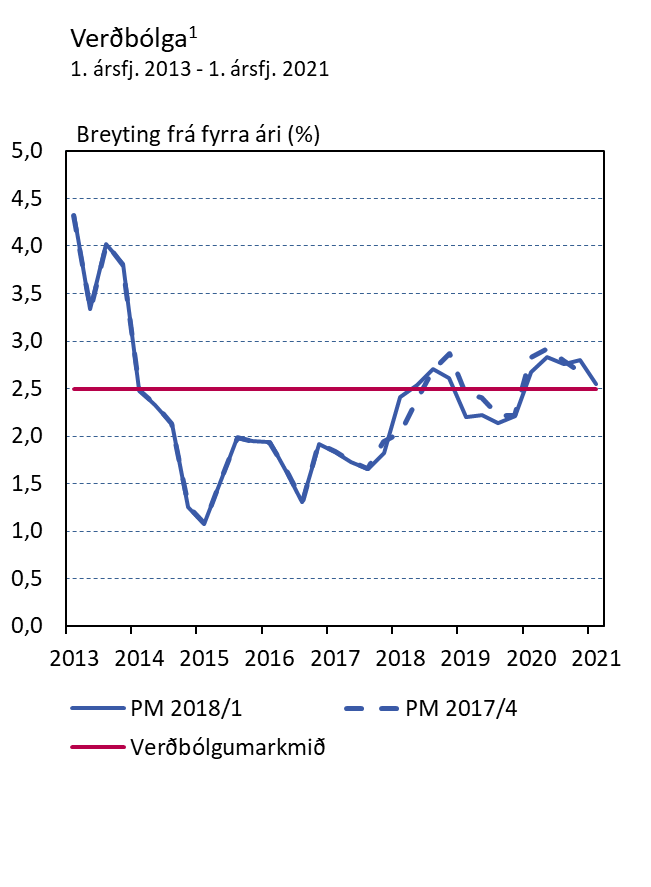 Verðbólga¹
1. ársfj. 2013 - 1. ársfj. 2021
Breyting frá fyrra ári (%)
5,0
4,5
4,0
3,5
3,0
2,5
2,0
1,5
1,0
0,5
0,0
2013 2014 2015 2016 2017 2018 2019 2020 2021
PM 2018/1 PM 2017/4
Verðbólgumarkmið